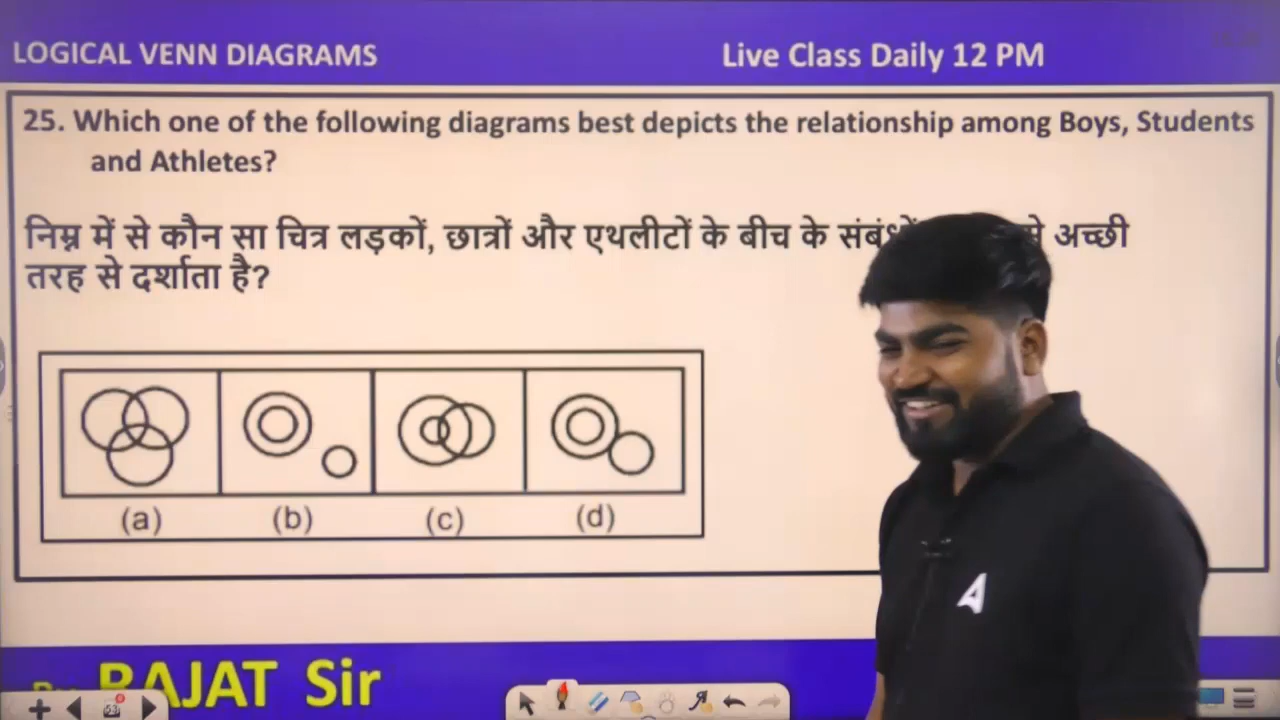 LOGICAL VENN DIAGRAMS
Live Class Daily 12 PM
25. Which one of the following diagrams best depicts the relationship among Boys, Students
and Athletes?
निम्न में से कौन सा चित्र लड़कों, छात्रों और एथलीटों के बीच के अच्छी
तरह से दर्शाता है?
(a) (b) (c) (d)
RAJAT Sir